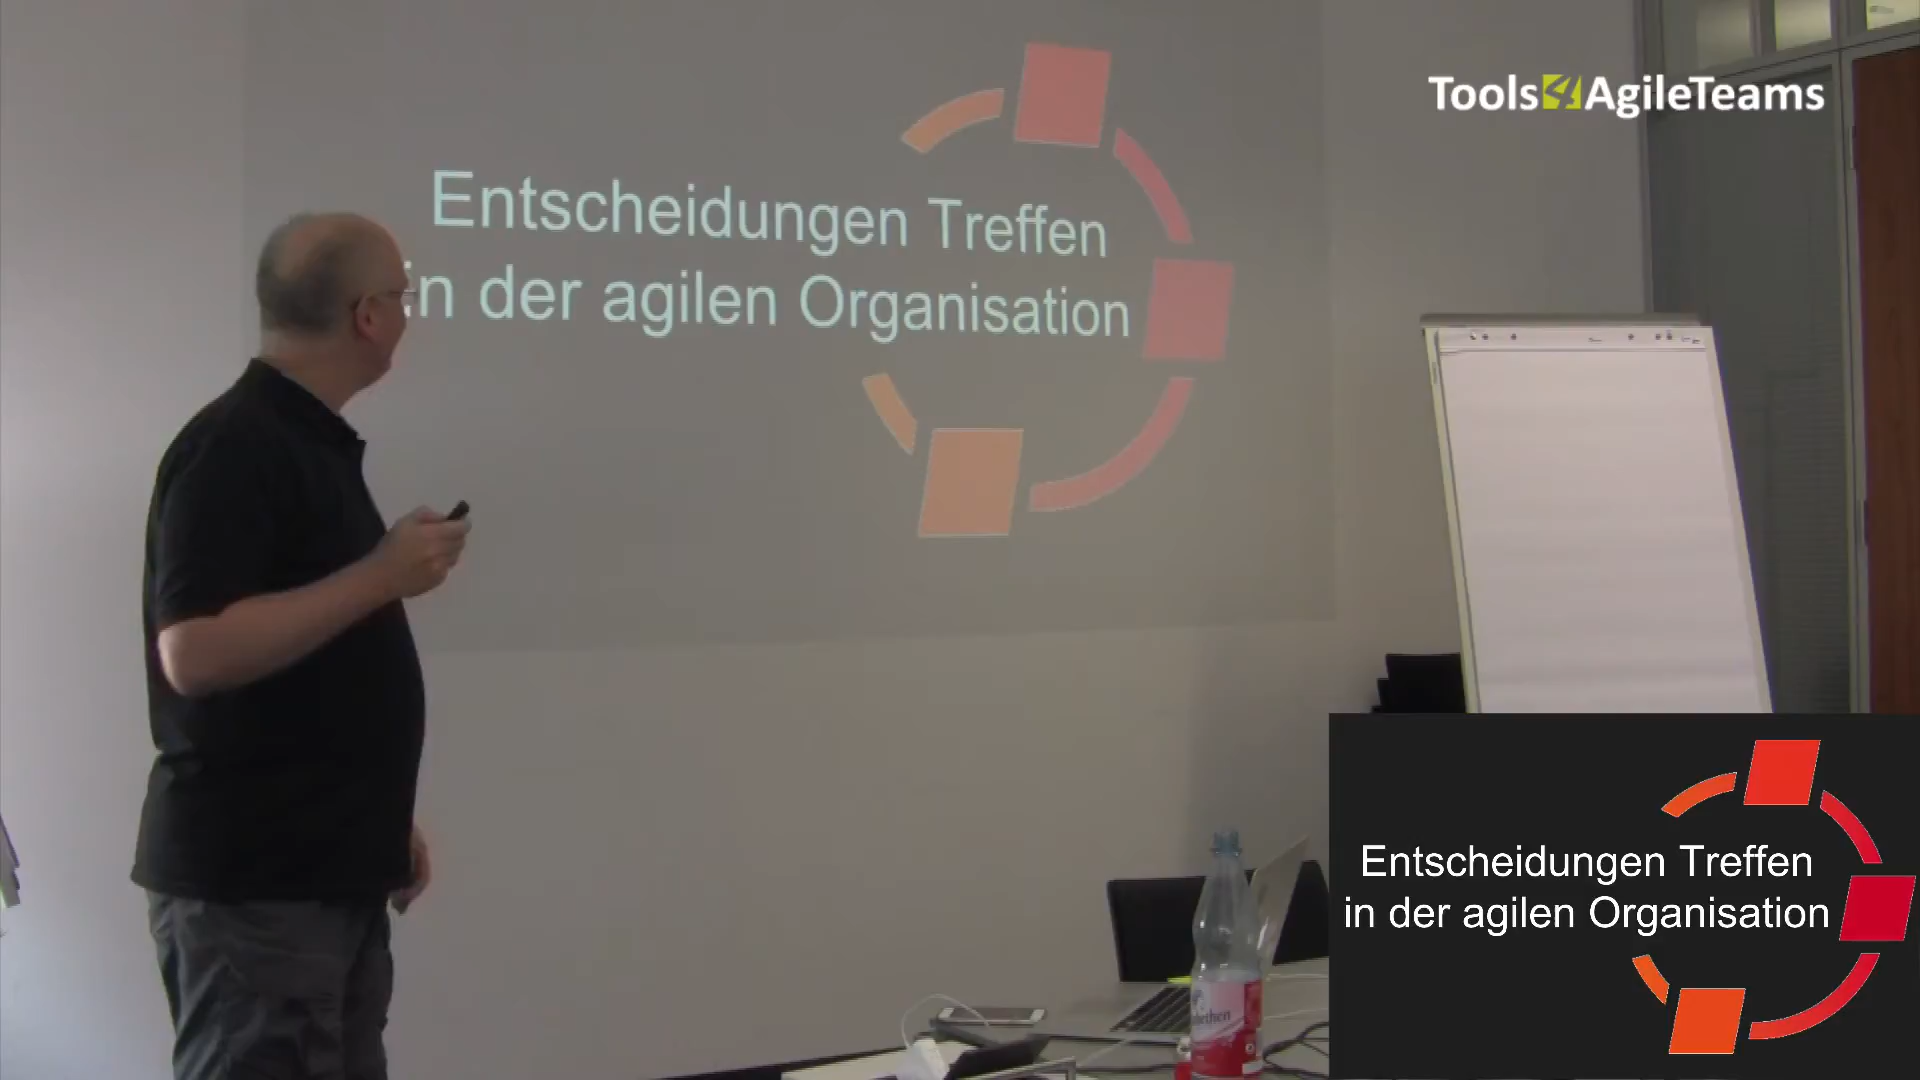 Tools4AgileTeams
Entscheidungen Treffen
in der agilen Organisation
Entscheidungen Treffen
in der agilen Organisation